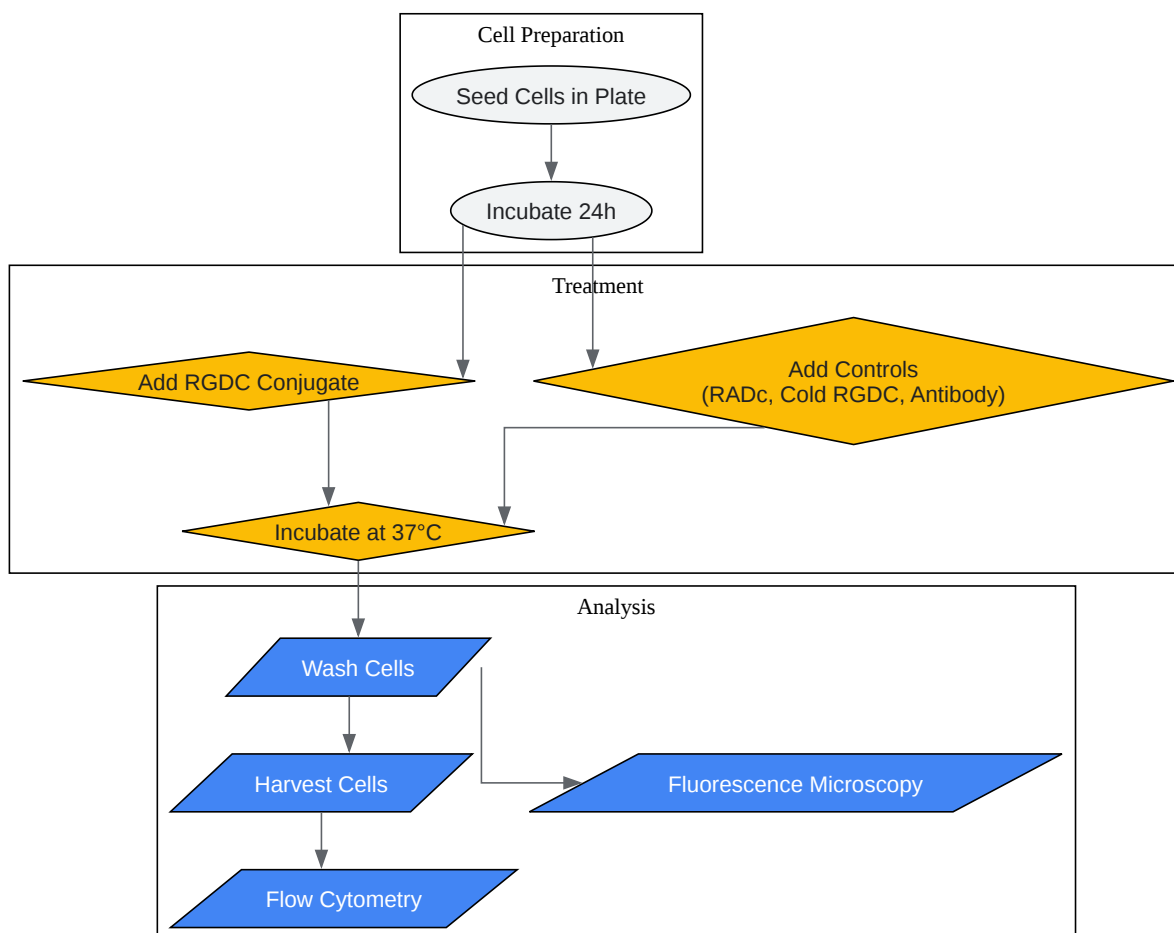 Cell Preparation
Seed Cells in Plate
Incubate 24h
Treatment
Add RGDC Conjugate
Add Controls
(RADc, Cold RGDC, Antibody)
Incubate at 37°C
Analysis
Wash Cells
Harvest Cells
Fluorescence Microscopy
Flow Cytometry